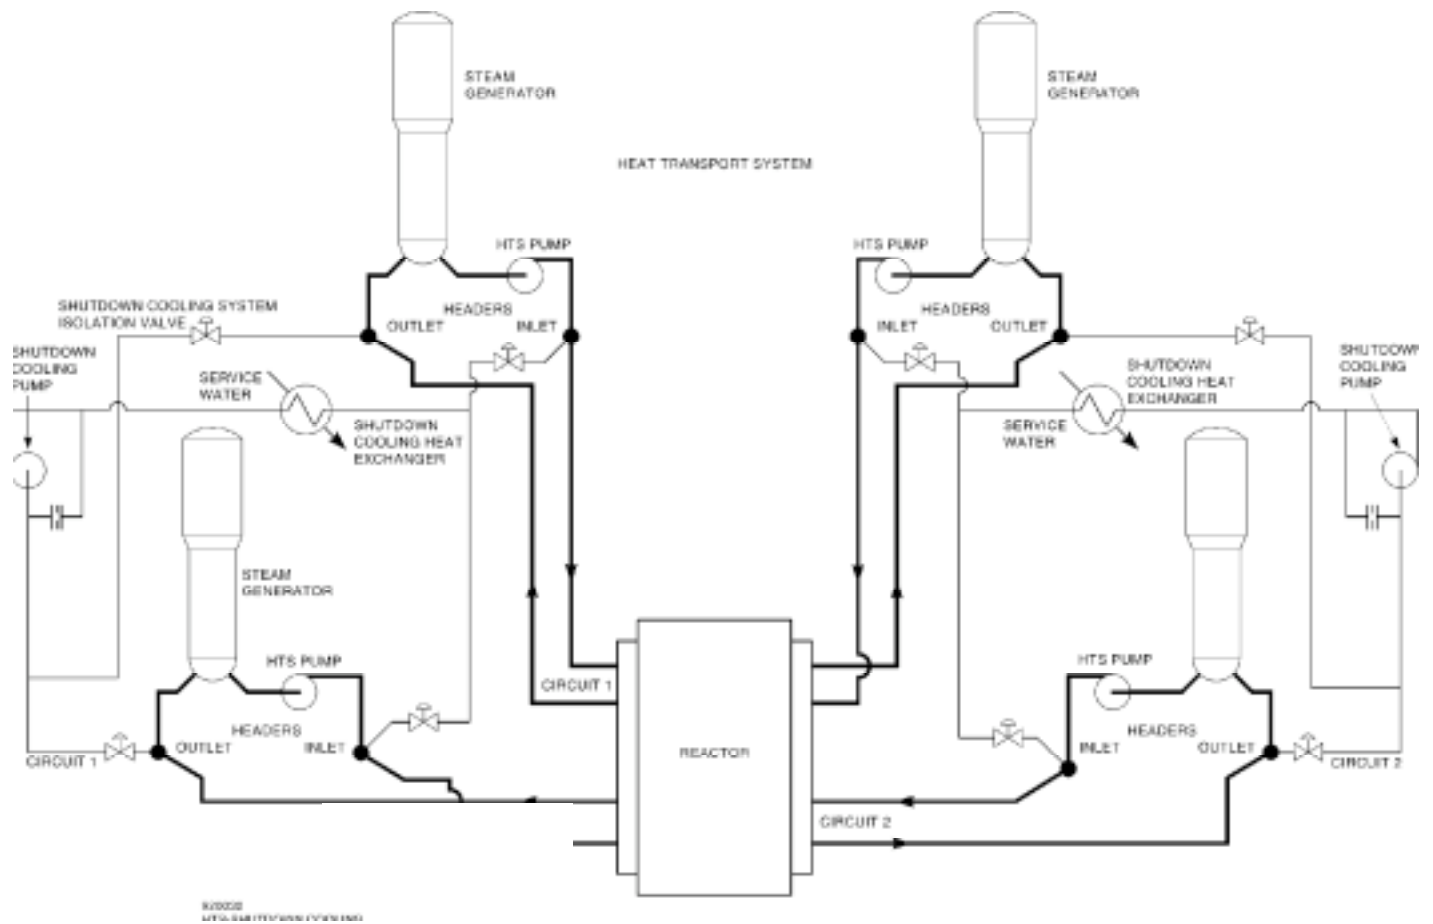 STEAM
GENERATOR
STEAM
GENERATOR
HEAT TRANSPORT SYSTEM
HTS PUMP
HTS PUMP
SHUTDOWN COOLING SYSTEM
ISOLATION VALVE
HEADERS
OUTLET
INLET
HEADERS
INLET
OUTLET
SHUTDOWN
COOLING
PUMP
SERVICE
WATER
SHUTDOWN
COOLING HEAT
EXCHANGER
SHUTDOWN
COOLING HEAT
EXCHANGER
SERVICE
WATER
SHUTDOWN
COOLING
PUMP
STEAM
GENERATOR
HTS PUMP
HTS PUMP
CIRCUIT 1
HEADERS
OUTLET
INLET
CIRCUIT 1
REACTOR
HEADERS
INLET
OUTLET
CIRCUIT 2
CIRCUIT 2
HTS-SHUTDOWN COOLING